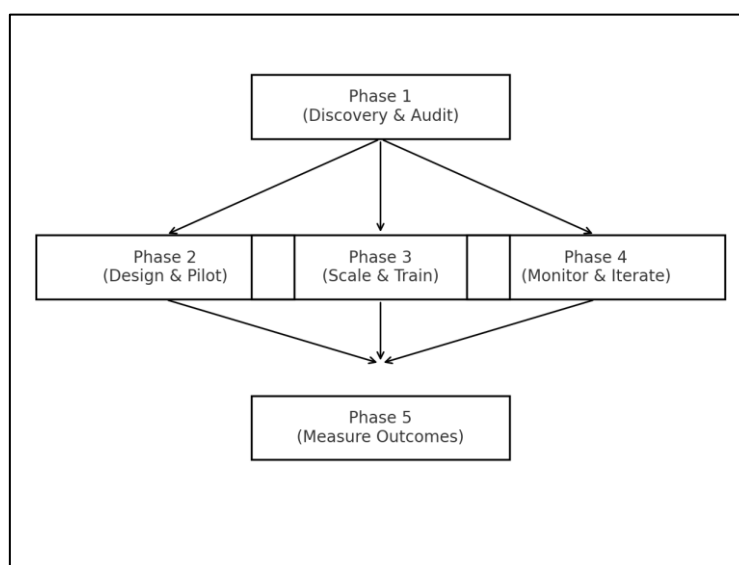 Phase 1
(Discovery & Audit)
Phase 2
(Design & Pilot)
Phase 3
(Scale & Train)
Phase 4
(Monitor & Iterate)
Phase 5
(Measure Outcomes)